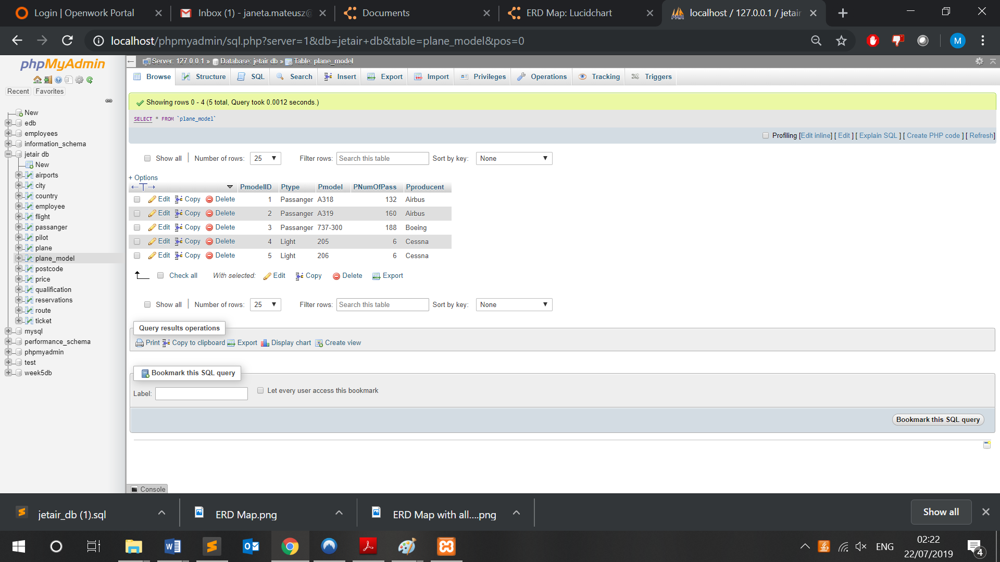 Login | Openwork Portal
Inbox (1) - janeta.mateusz@
Documents
ERD Map: Lucidchart
localhost / 127.0.0.1 / jetair
localhost/phpmyadmin/sql.php?server=1&db=jetair+db&table=plane_model&pos=0
M
phpMyAdmin
Recent Favorites
New
edb
employees
information_schema
jetair db
New
airports
city
country
employee
flight
passanger
pilot
plane
plane_model
postcode
price
qualification
reservations
route
ticket
mysql
performance_schema
phpmyadmin
test
week5db
Server: 127.0.0.1 » Database: jetair db » Table: plane_model
Browse Structure SQL Search Insert Export Import Privileges Operations Tracking Triggers
Showing rows 0 - 4 (5 total, Query took 0.0012 seconds.)
SELECT * FROM `plane_model`
Profiling [Edit inline] [ Edit ] [ Explain SQL ] [ Create PHP code ] [ Refresh]
Show all | Number of rows: 25 Filter rows: Search this table Sort by key: None
+ Options
PmodelID Ptype Pmodel PNumOfPass Pproducent
Edit Copy Delete 1 Passanger A318 132 Airbus
Edit Copy Delete 2 Passanger A319 160 Airbus
Edit Copy Delete 3 Passanger 737-300 188 Boeing
Edit Copy Delete 4 Light 205 6 Cessna
Edit Copy Delete 5 Light 206 6 Cessna
Check all With selected: Edit Copy Delete Export
Show all | Number of rows: 25 Filter rows: Search this table Sort by key: None
Query results operations
Print Copy to clipboard Export Display chart Create view
Bookmark this SQL query
Label: Let every user access this bookmark
Bookmark this SQL query
Console
jetair_db (1).sql
ERD Map.png
ERD Map with all....png
Show all
ENG
02:22
22/07/2019
4